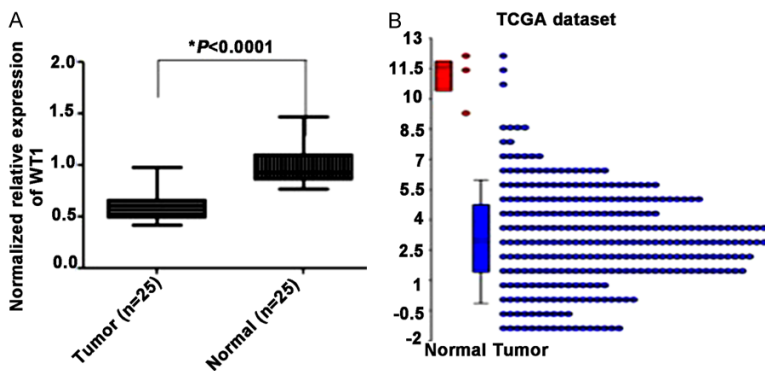 A
Normalized relative expression
of WT1
*P<0.0001
2.0
1.5
1.0
0.5
0.0
Tumor (n=25)
Normal (n=25)
B
TCGA dataset
13
11.5
10
8.5
7
5.5
4
2.5
1
-0.5
-2
Normal Tumor